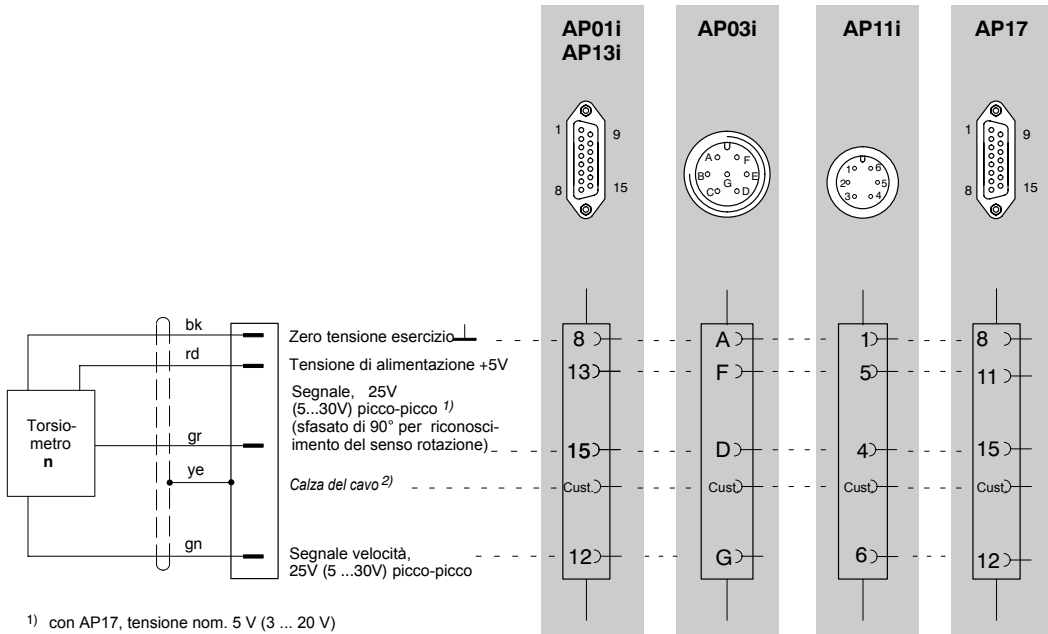 AP01i
AP13i
AP03i
AP11i
AP17
1
9
8
15
A
F
B
E
G
C
D
1
6
2
5
3
4
1
9
8
15
bk
Zero tensione esercizio
8
A
1
8
rd
Tensione di alimentazione +5V
13
F
5
11
Segnale, 25V
(5...30V) picco-picco 1)
(sfasato di 90° per riconosci-
mento del senso rotazione)
Torsio-
metro
n
gr
15
D
4
15
ye
Calza del cavo 2)
Cust.
Cust.
Cust.
Cust.
gn
Segnale velocità,
25V (5 ...30V) picco-picco
12
G
6
12
1) con AP17, tensione nom. 5 V (3 ... 20 V)